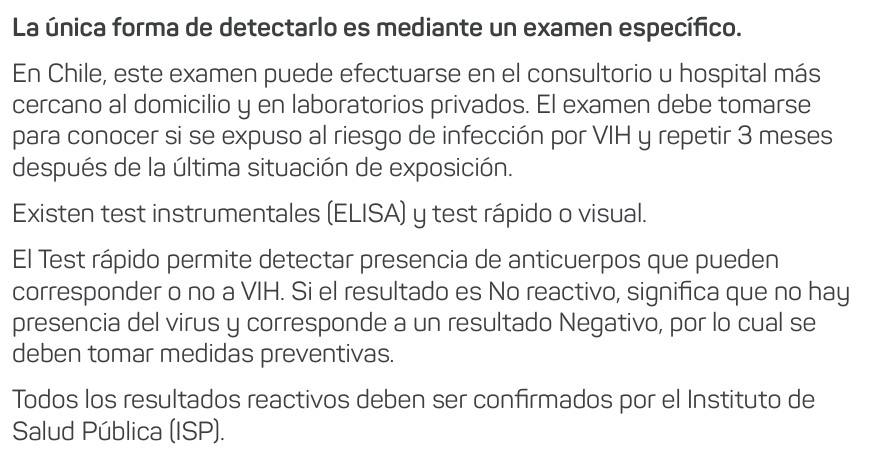 La única forma de detectarlo es mediante un examen específico.
En Chile, este examen puede efectuarse en el consultorio u hospital más
cercano al domicilio y en laboratorios privados. El examen debe tomarse
para conocer si se expuso al riesgo de infección por VIH y repetir 3 meses
después de la última situación de exposición.
Existen test instrumentales (ELISA) y test rápido o visual.
El Test rápido permite detectar presencia de anticuerpos que pueden
corresponder o no a VIH. Si el resultado es No reactivo, significa que no hay
presencia del virus y corresponde a un resultado Negativo, por lo cual se
deben tomar medidas preventivas.
Todos los resultados reactivos deben ser confirmados por el Instituto de
Salud Pública (ISP).